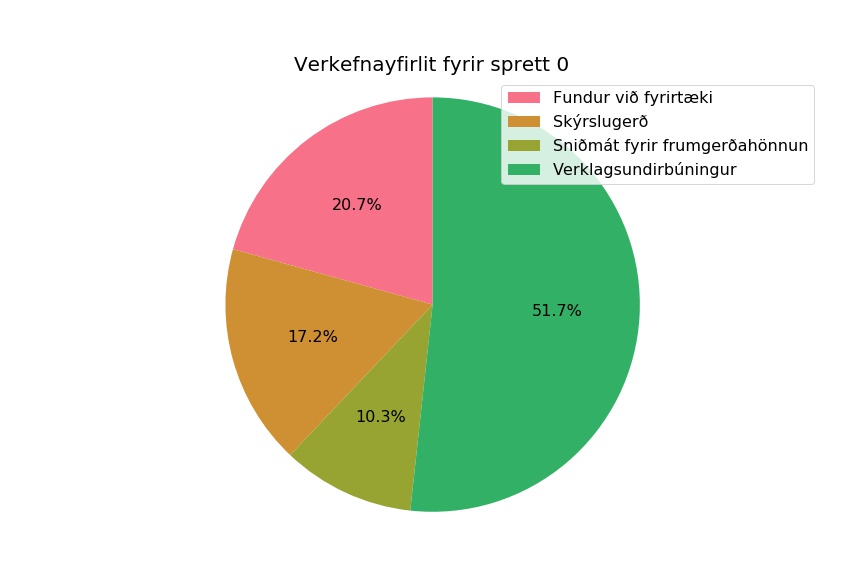 Verkefnayfirlit fyrir sprett 0
Fundur við fyrirtæki
Skýrslugerð
Sniðmát fyrir frumgerðahönnun
Verklagsundirbúningur
20.7%
51.7%
17.2%
10.3%